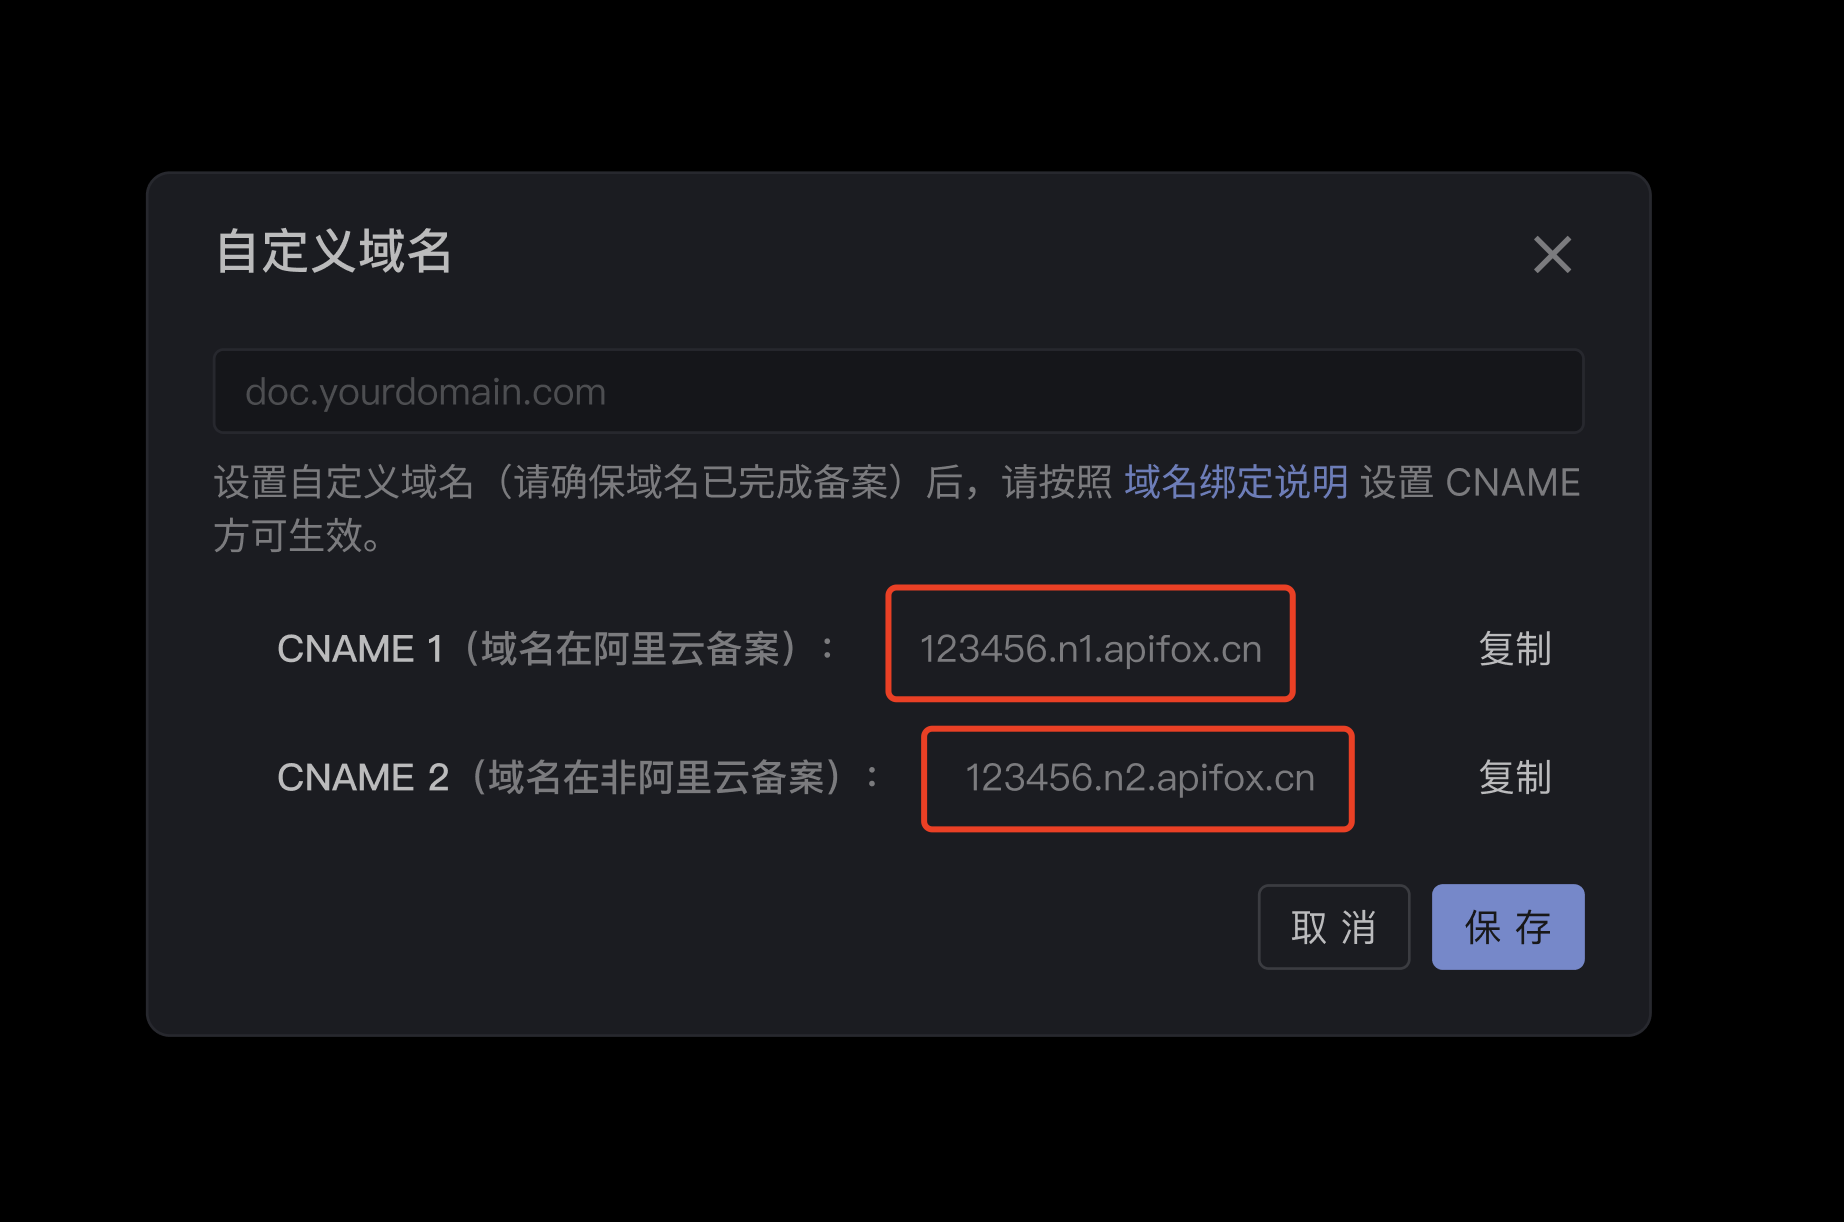 自定义域名
doc.yourdomain.com
设置自定义域名（请确保域名已完成备案）后，请按照 域名绑定说明 设置 CNAME
方可生效。
CNAME 1（域名在阿里云备案）： 123456.n1.apifox.cn 复制
CNAME 2（域名在非阿里云备案）： 123456.n2.apifox.cn 复制
取 消 保 存